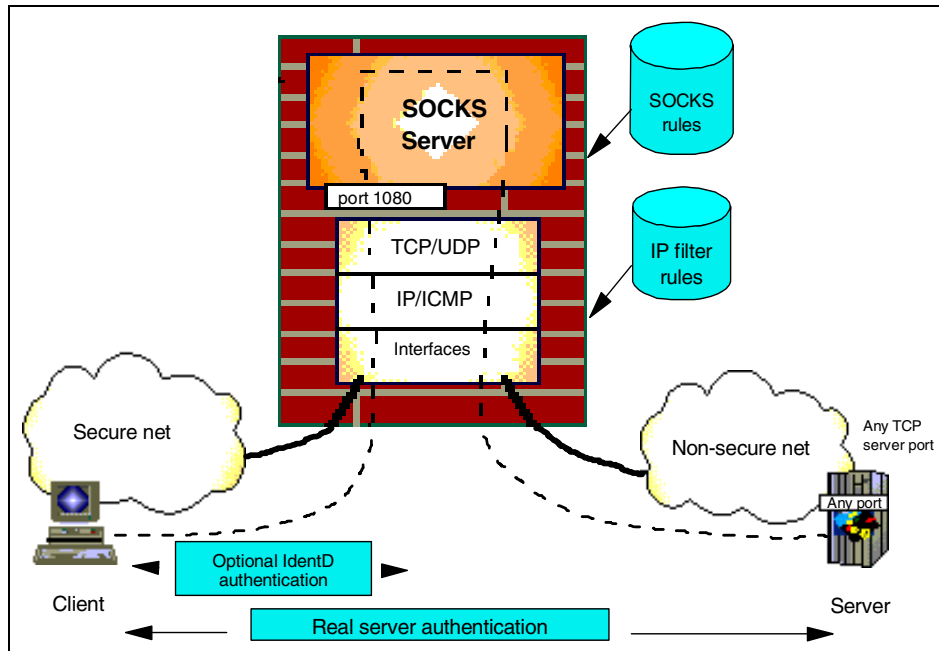 SOCKS
Server
SOCKS
rules
port 1080
TCP/UDP
IP filter
rules
IP/ICMP
Interfaces
Secure net
Non-secure net
Any TCP
server port
Any port
Optional IdentD
authentication
Client
Server
Real server authentication